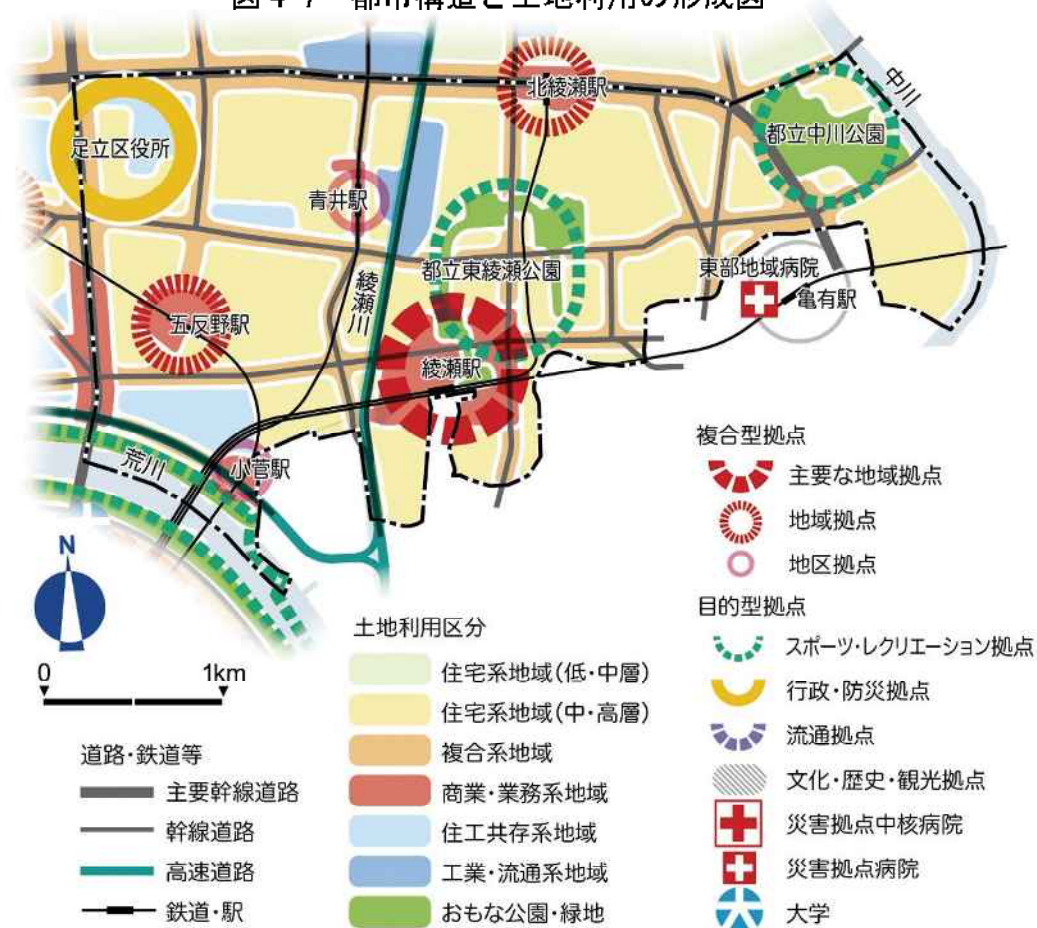 図4-7 都市構造と土地利用の形成図
北綾瀬駅
中川
足立区役所
都立中川公園
青井駅
都立東綾瀬公園
東部地域病院
綾瀬川
亀有駅
五反野駅
綾瀬駅
荒川
小菅駅
N
0 1km
道路・鉄道等
主要幹線道路
幹線道路
高速道路
鉄道・駅
土地利用区分
住宅系地域(低・中層)
住宅系地域(中・高層)
複合系地域
商業・業務系地域
住工共存系地域
工業・流通系地域
おもな公園・緑地
複合型拠点
主要な地域拠点
地域拠点
地区拠点
目的型拠点
スポーツ・レクリエーション拠点
行政・防災拠点
流通拠点
文化・歴史・観光拠点
災害拠点中核病院
災害拠点病院
大学